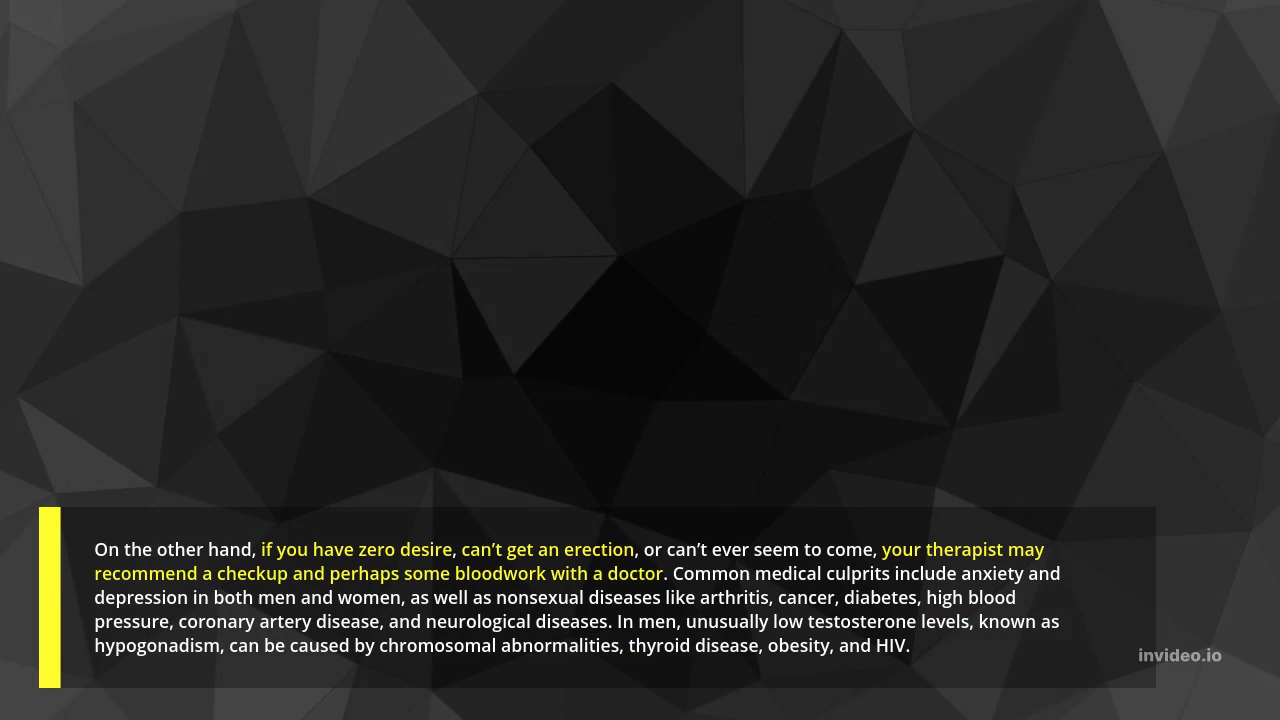 On the other hand, if you have zero desire, can’t get an erection, or can’t ever seem to come, your therapist may
recommend a checkup and perhaps some bloodwork with a doctor. Common medical culprits include anxiety and
depression in both men and women, as well as nonsexual diseases like arthritis, cancer, diabetes, high blood
pressure, coronary artery disease, and neurological diseases. In men, unusually low testosterone levels, known as
hypogonadism, can be caused by chromosomal abnormalities, thyroid disease, obesity, and HIV.
invideo.io